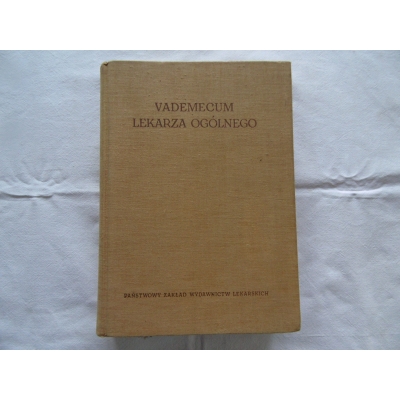 VADEMECUM
LEKARZA OGÓLNEGO
PAŃSTWOWY ZAKŁAD WYDAWNICTW LEKARSKICH